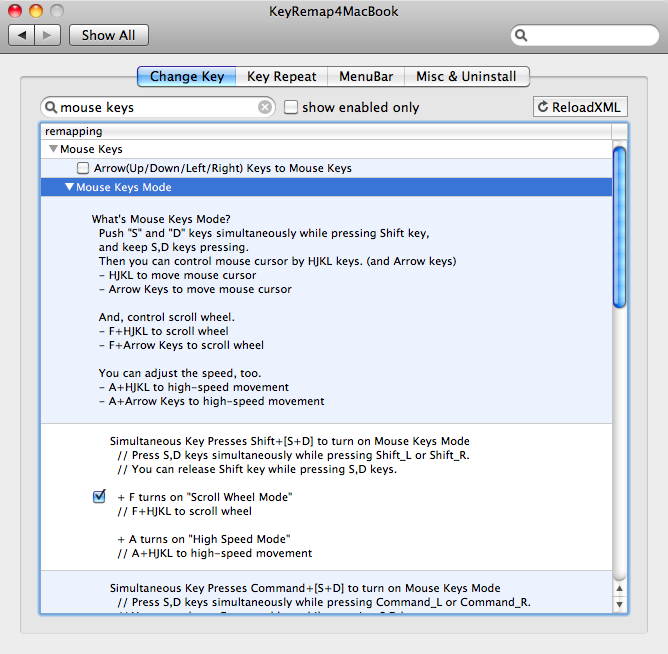 KeyRemap4MacBook
Show All
Change Key
Key Repeat
MenuBar
Misc & Uninstall
mouse keys
show enabled only
ReloadXML
remapping
Mouse Keys
Arrow(Up/Down/Left/Right) Keys to Mouse Keys
Mouse Keys Mode
What's Mouse Keys Mode?
Push "S" and "D" keys simultaneously while pressing Shift key,
and keep S,D keys pressing.
Then you can control mouse cursor by HJKL keys. (and Arrow keys)
- HJKL to move mouse cursor
- Arrow Keys to move mouse cursor
And, control scroll wheel.
- F+HJKL to scroll wheel
- F+Arrow Keys to scroll wheel
You can adjust the speed, too.
- A+HJKL to high-speed movement
- A+Arrow Keys to high-speed movement
Simultaneous Key Presses Shift+[S+D] to turn on Mouse Keys Mode
// Press S,D keys simultaneously while pressing Shift_L or Shift_R.
// You can release Shift key while pressing S,D keys.
+ F turns on "Scroll Wheel Mode"
// F+HJKL to scroll wheel
+ A turns on "High Speed Mode"
// A+HJKL to high-speed movement
Simultaneous Key Presses Command+[S+D] to turn on Mouse Keys Mode
// Press S,D keys simultaneously while pressing Command_L or Command_R.